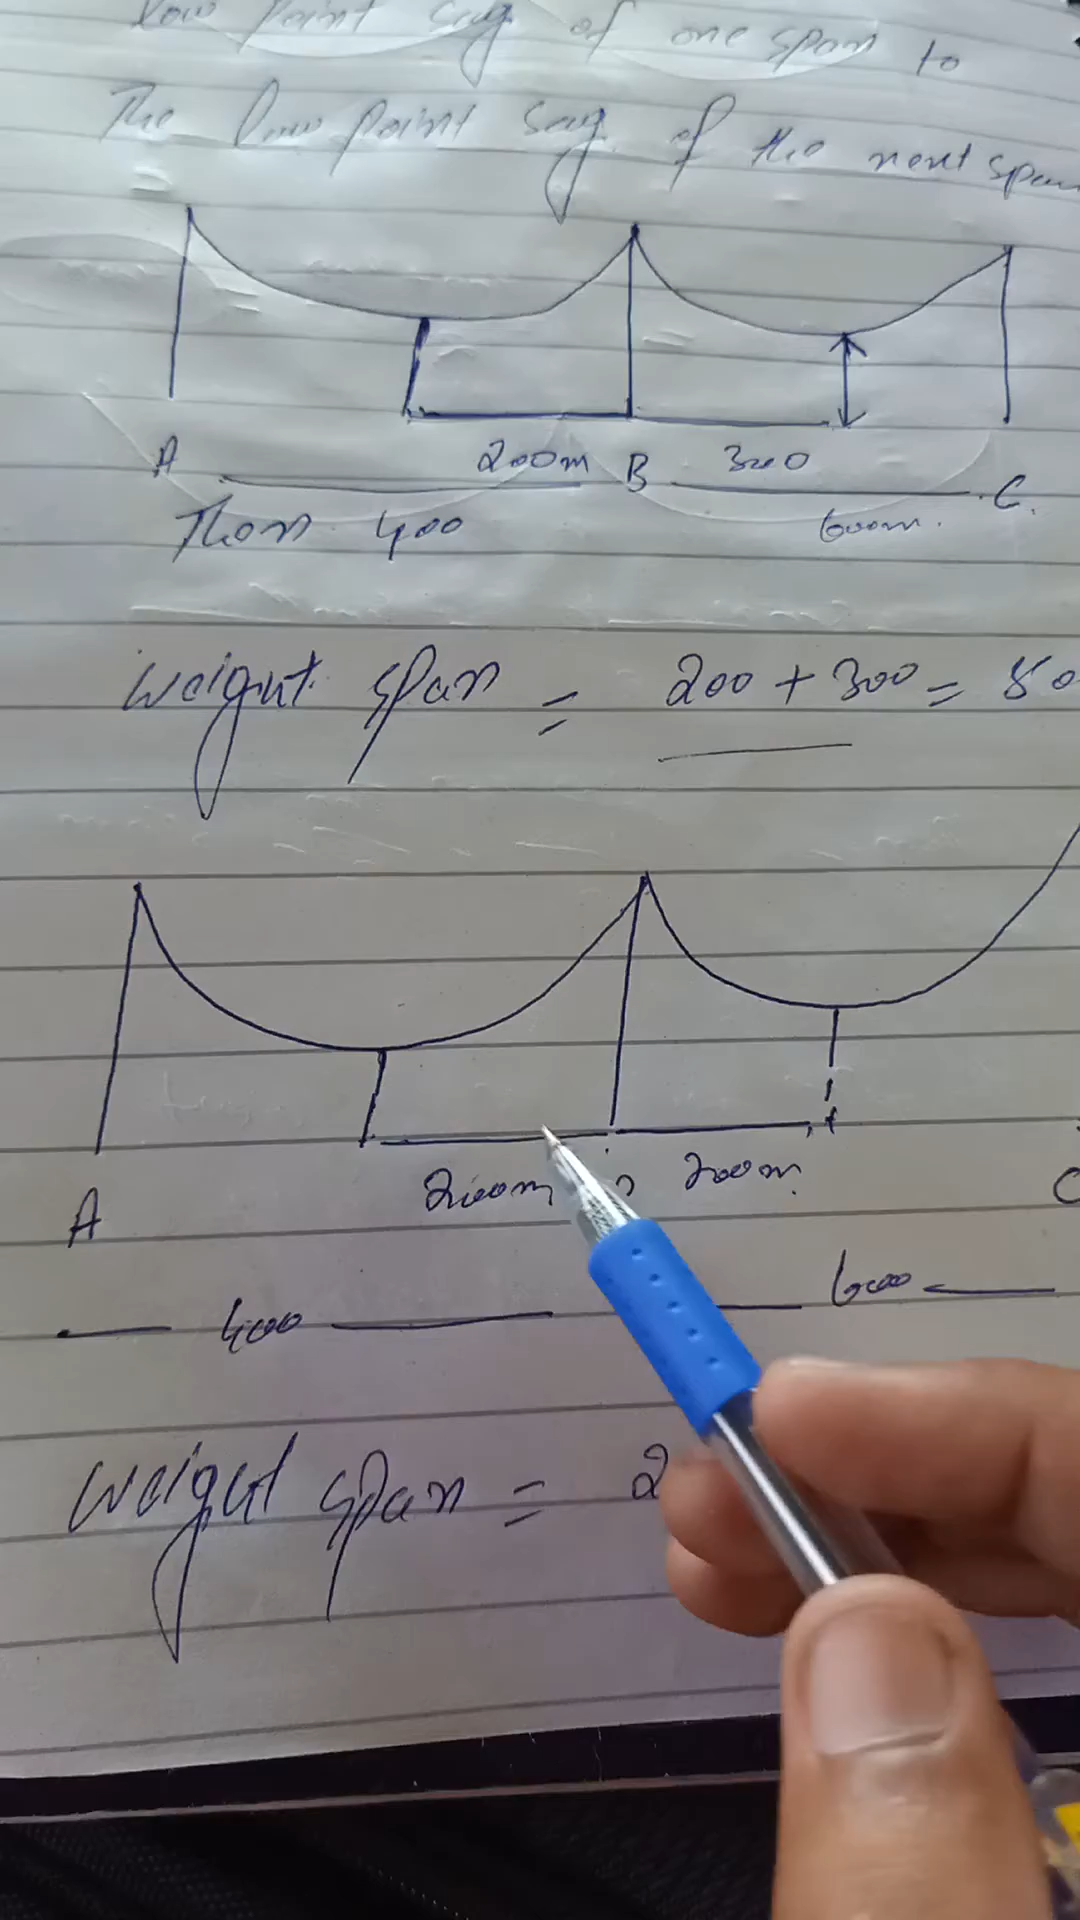 low point sag of one span to
The low point sag of the next span
A 200m B 300 C.
Then 400 600m.
weight span = 200 + 300 = 50
200m 200m. C
A
400 600
weight span = 2